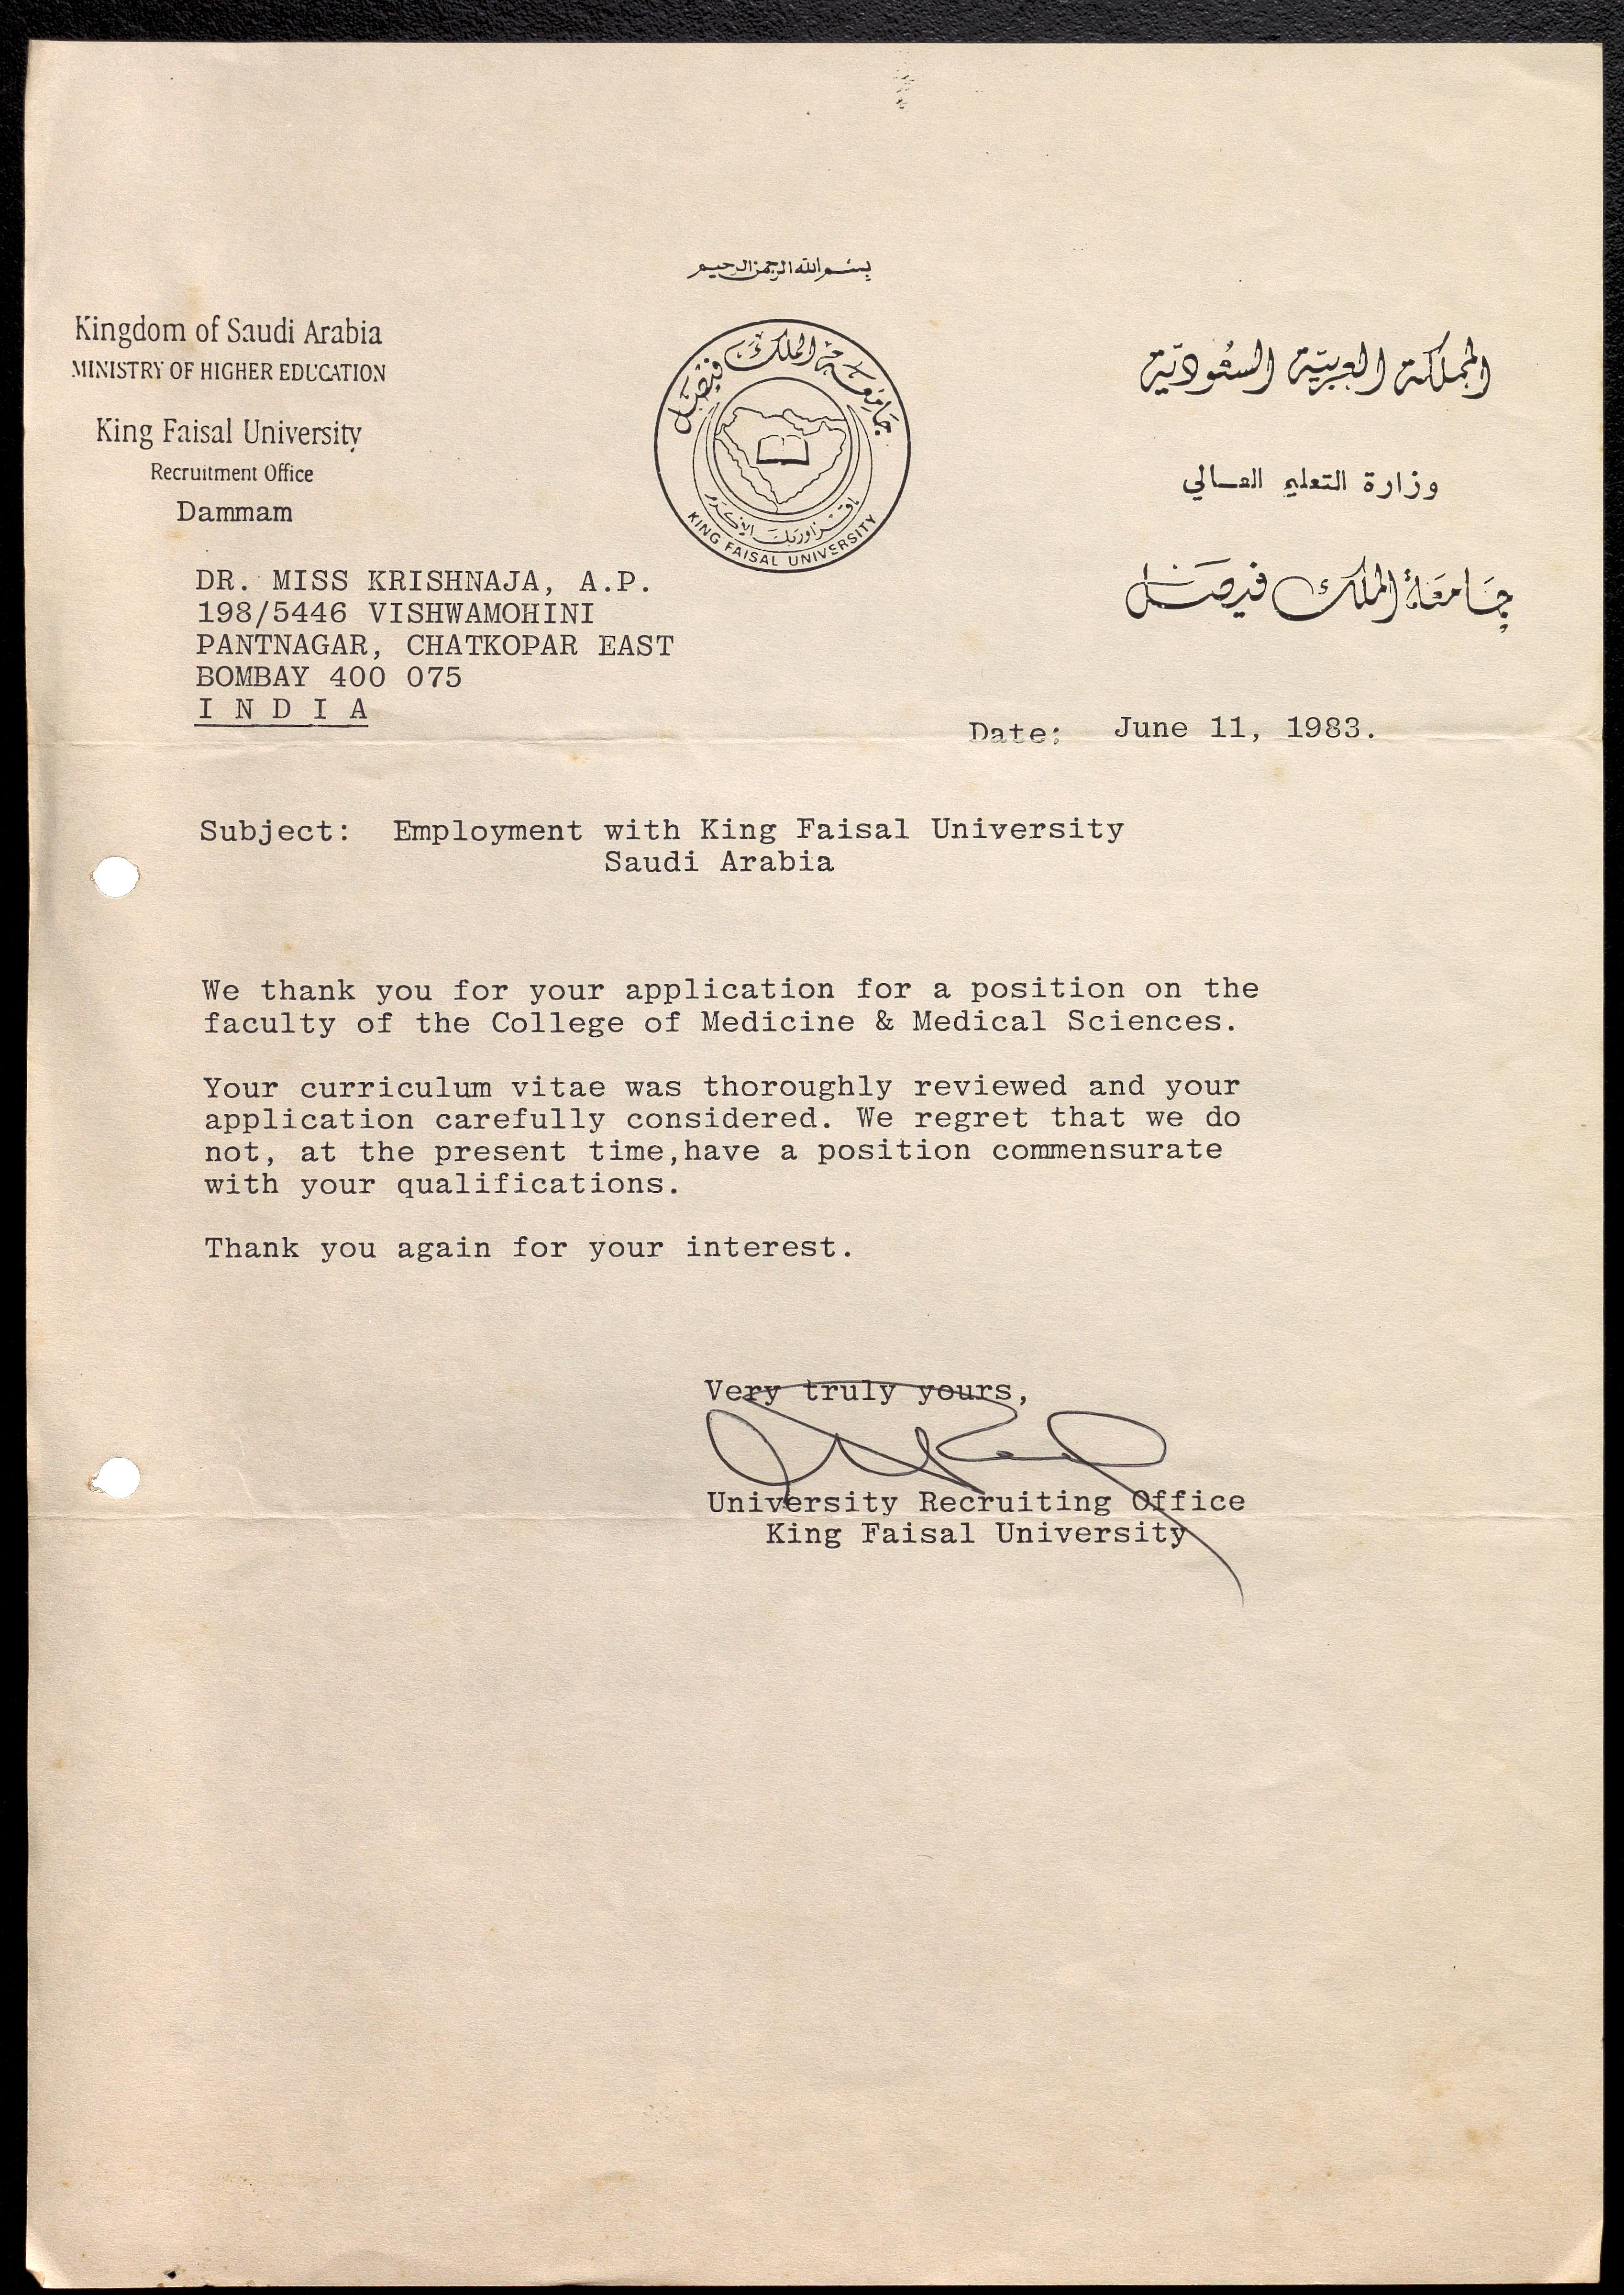 بسم الله الرحمن الرحيم
Kingdom of Saudi Arabia
MINISTRY OF HIGHER EDUCATION
King Faisal University
Recruitment Office
Dammam
جامعة الملك فيصل
اقرأ وربك الأكرم
KING FAISAL UNIVERSITY
المملكة العربية السعودية
وزارة التعليم العالي
جامعة الملك فيصل
DR. MISS KRISHNAJA, A.P.
198/5446 VISHWAMOHINI
PANTNAGAR, CHATKOPAR EAST
BOMBAY 400 075
I N D I A
Date: June 11, 1983.
Subject: Employment with King Faisal University
Saudi Arabia
We thank you for your application for a position on the
faculty of the College of Medicine & Medical Sciences.
Your curriculum vitae was thoroughly reviewed and your
application carefully considered. We regret that we do
not, at the present time,have a position commensurate
with your qualifications.
Thank you again for your interest.
Very truly yours,
University Recruiting Office
King Faisal University